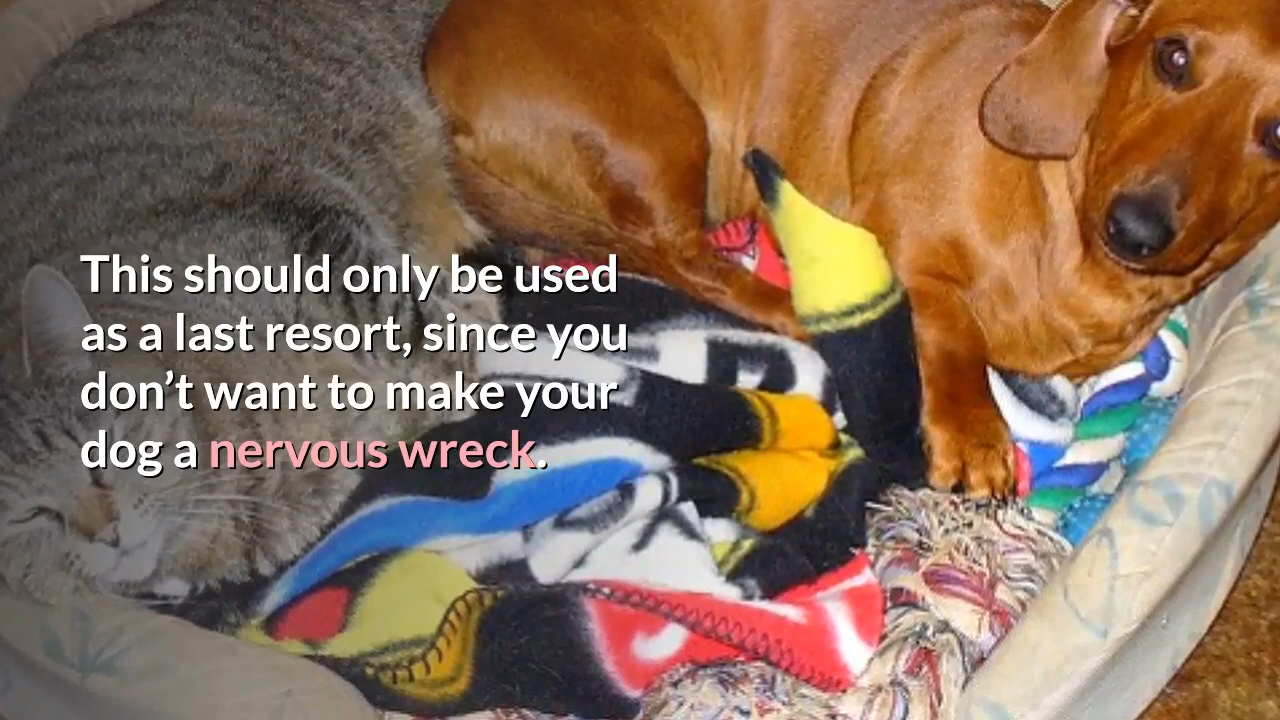 This should only be used
as a last resort, since you
don’t want to make your
dog a nervous wreck.